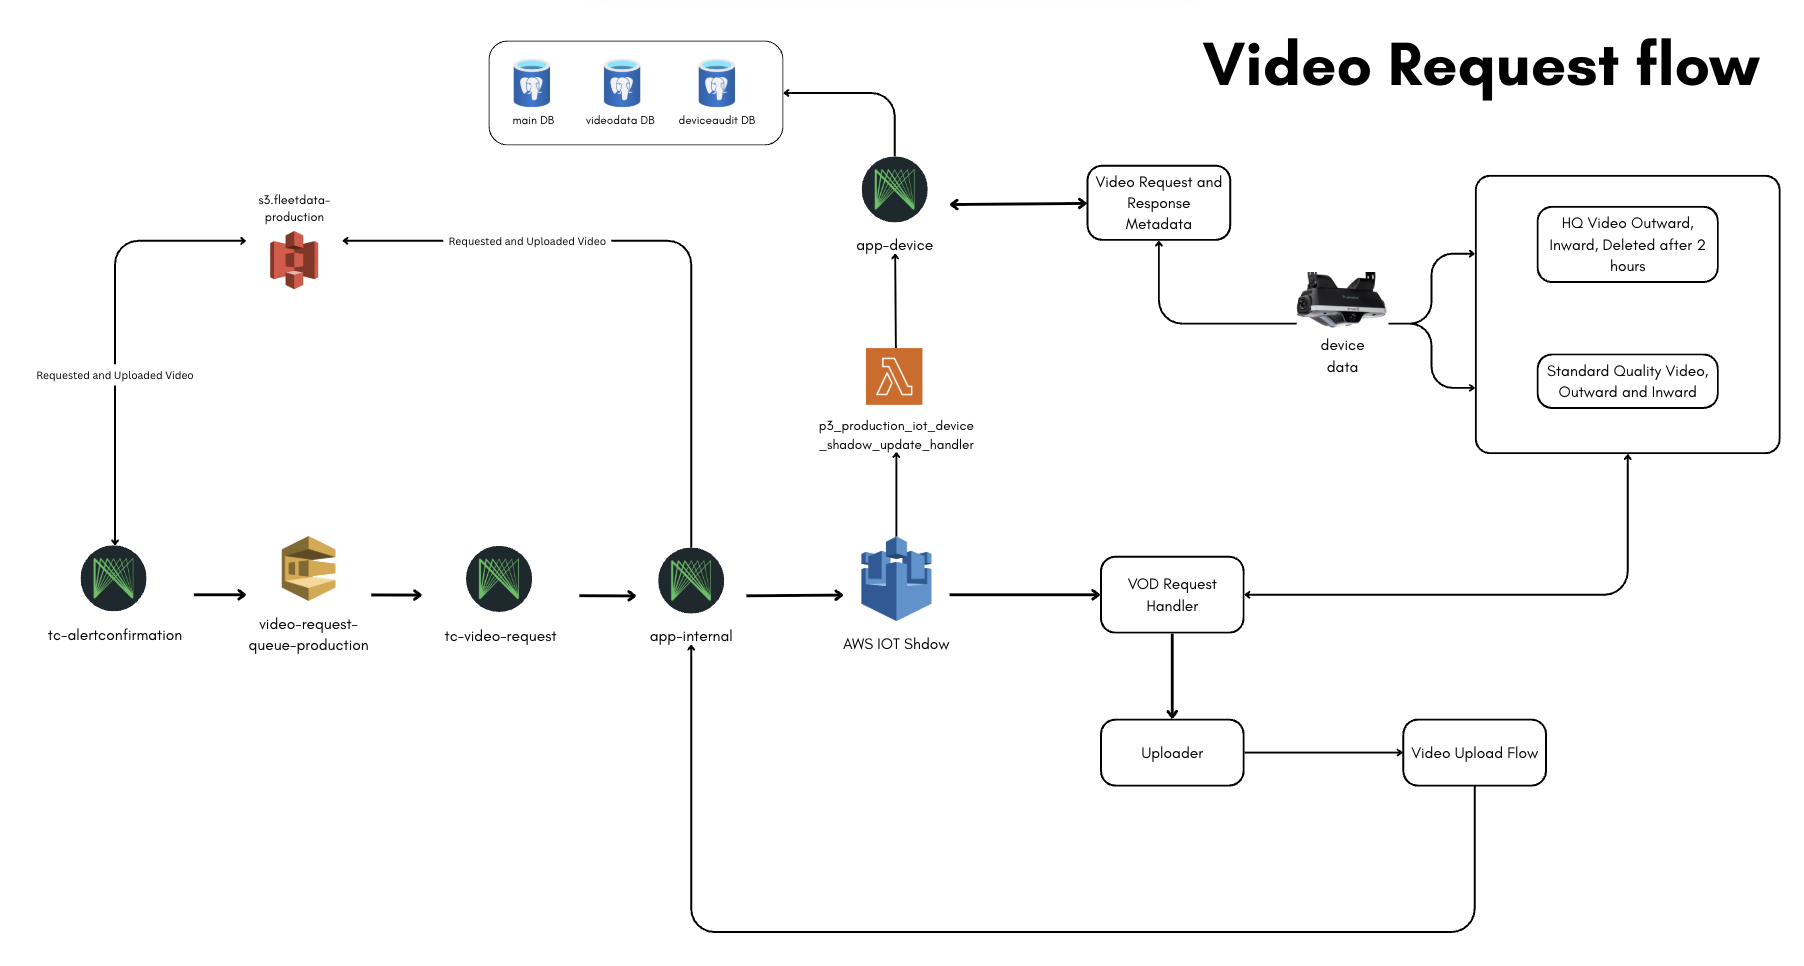 Video Request flow
main DB
videodata DB
deviceaudit DB
s3.fleetdata-
production
Requested and Uploaded Video
Requested and Uploaded Video
app-device
Video Request and
Response
Metadata
HQ Video Outward,
Inward, Deleted after 2
hours
device
data
Standard Quality Video,
Outward and Inward
p3_production_iot_device
_shadow_update_handler
tc-alertconfirmation
video-request-
queue-production
tc-video-request
app-internal
AWS IOT Shdow
VOD Request
Handler
Uploader
Video Upload Flow